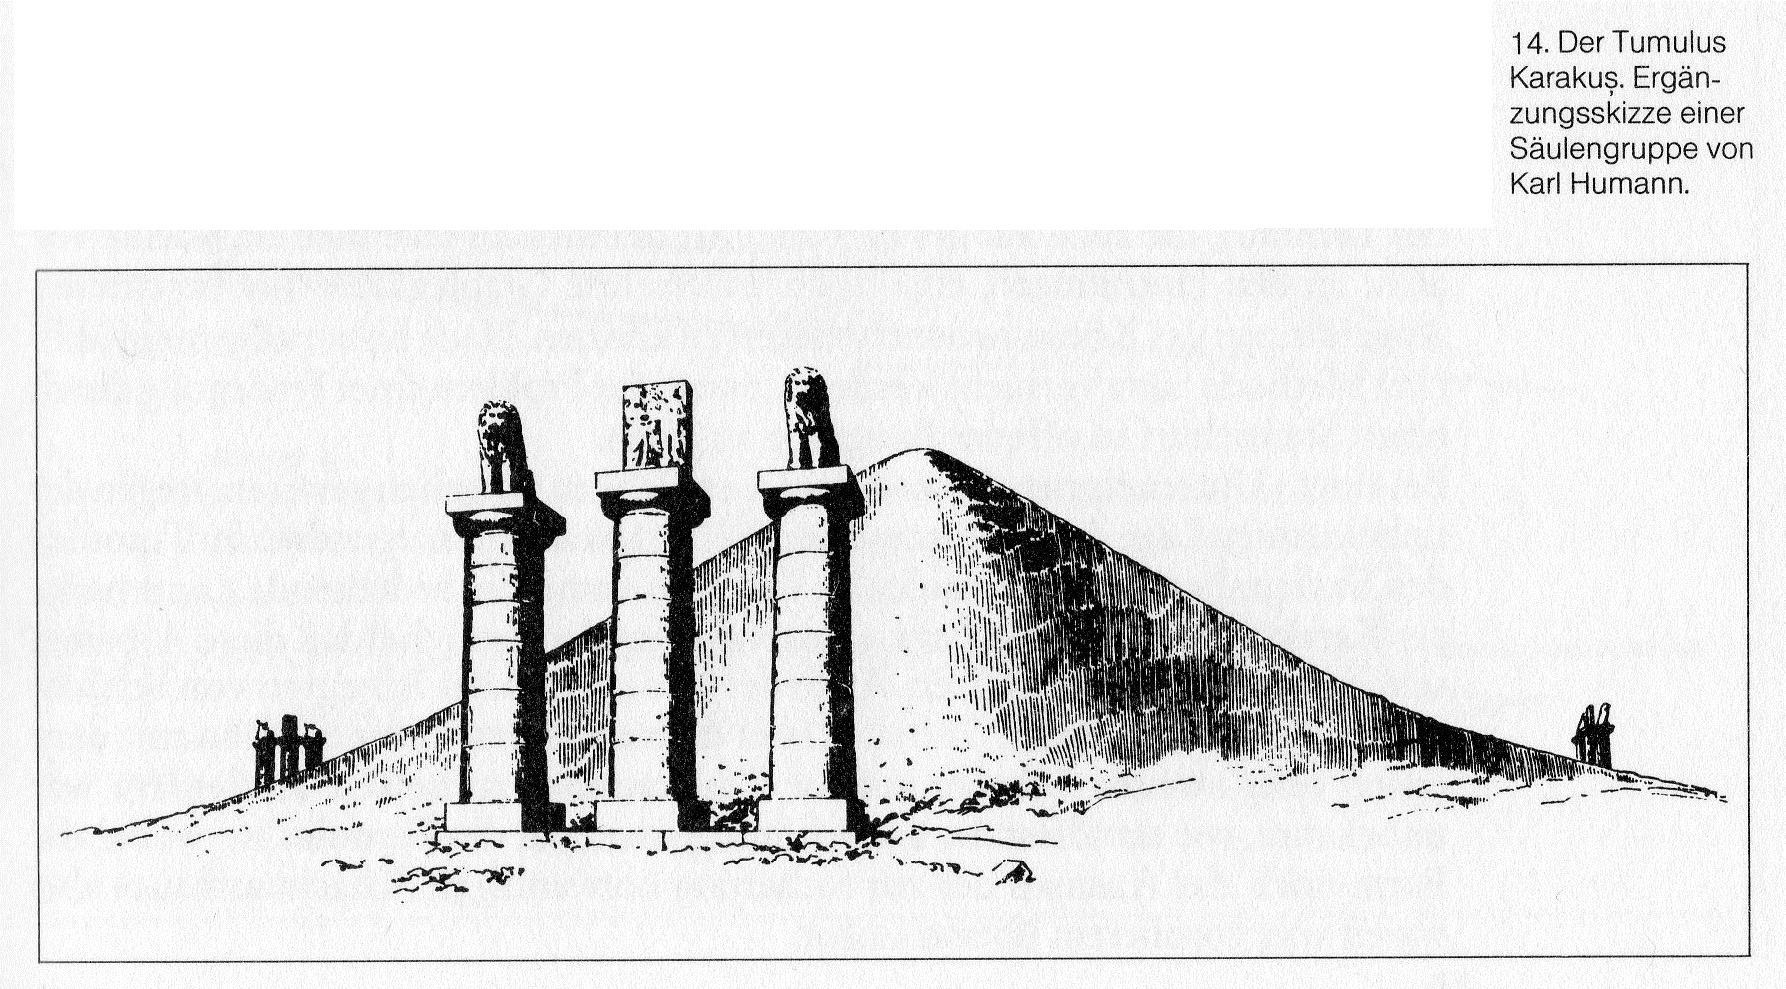 14. Der Tumulus
Karakuş. Ergän-
zungsskizze einer
Säulengruppe von
Karl Humann.